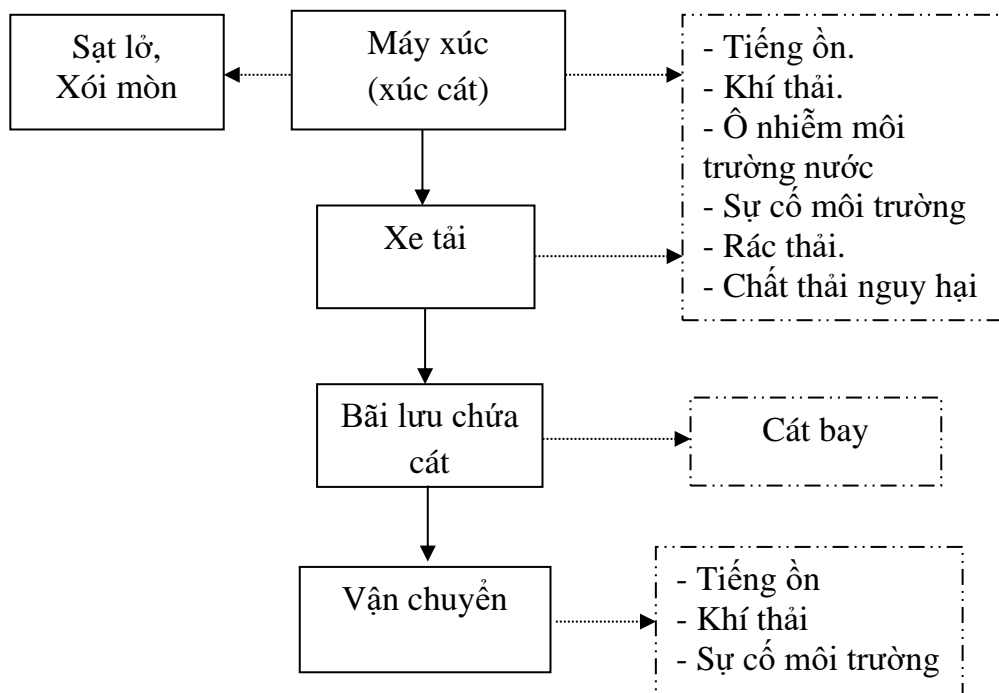 Sạt lở,
Xói mòn
Máy xúc
(xúc cát)
- Tiếng ồn.
- Khí thải.
- Ô nhiễm môi
trường nước
- Sự cố môi trường
- Rác thải.
- Chất thải nguy hại
Xe tải
Bãi lưu chứa
cát
Cát bay
Vận chuyển
- Tiếng ồn
- Khí thải
- Sự cố môi trường